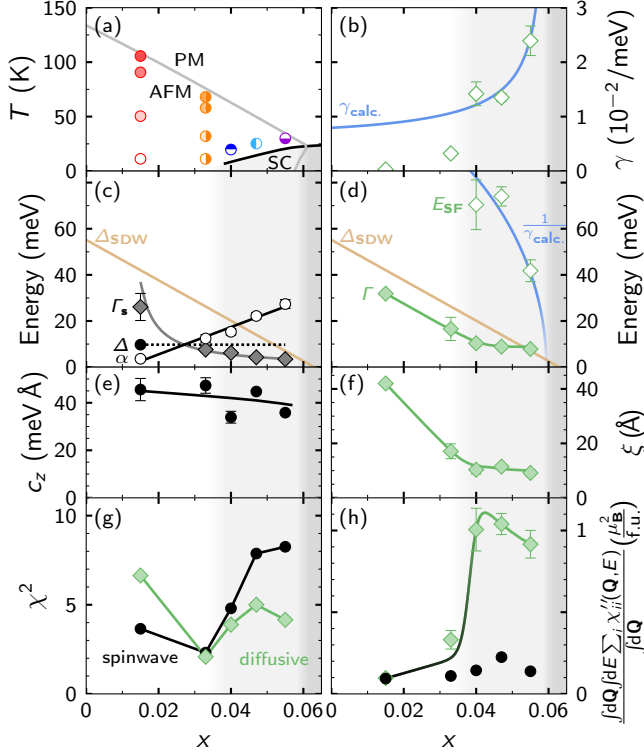 150
100
50
0
T (K)
(a)
PM
AFM
SC
(b)
γcalc.
3
2
1
0
γ (10⁻²/meV)
80
60
40
20
0
Energy (meV)
(c)
ΔSDW
Γs
Δ
α
(d)
ΔSDW
ESF
1/γcalc.
Γ
80
60
40
20
0
Energy (meV)
40
20
0
cz (meV Å)
(e)
(f)
40
20
0
ξ (Å)
10
5
0
χ²
(g)
spinwave
diffusive
(h)
1
0
∫dQ∫dE∑i χ″ii(Q,E)/∫dQ (μB²/f.u.)
0 0.02 0.04 0.06
x
0 0.02 0.04 0.06
x